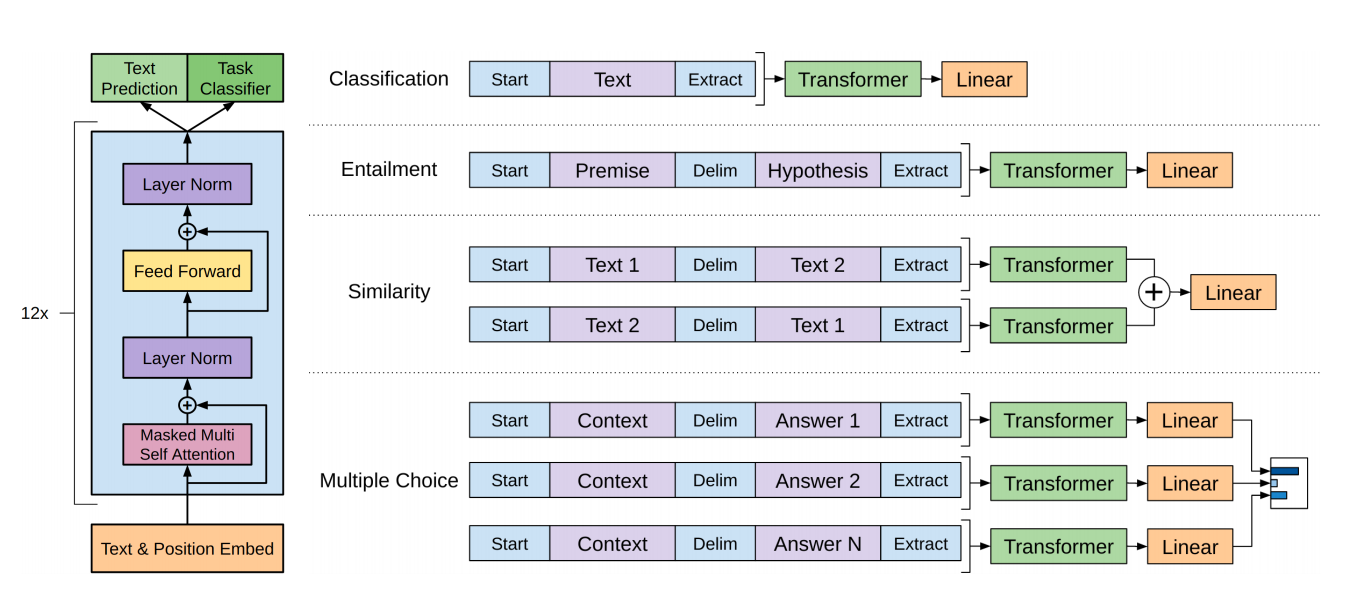 Text
Prediction
Task
Classifier
Layer Norm
+
Feed Forward
12x
Layer Norm
+
Masked Multi
Self Attention
Text & Position Embed
Classification
Start Text Extract
Transformer
Linear
Entailment
Start Premise Delim Hypothesis Extract
Transformer
Linear
Similarity
Start Text 1 Delim Text 2 Extract
Transformer
Start Text 2 Delim Text 1 Extract
Transformer
+
Linear
Multiple Choice
Start Context Delim Answer 1 Extract
Transformer
Linear
Start Context Delim Answer 2 Extract
Transformer
Linear
Start Context Delim Answer N Extract
Transformer
Linear